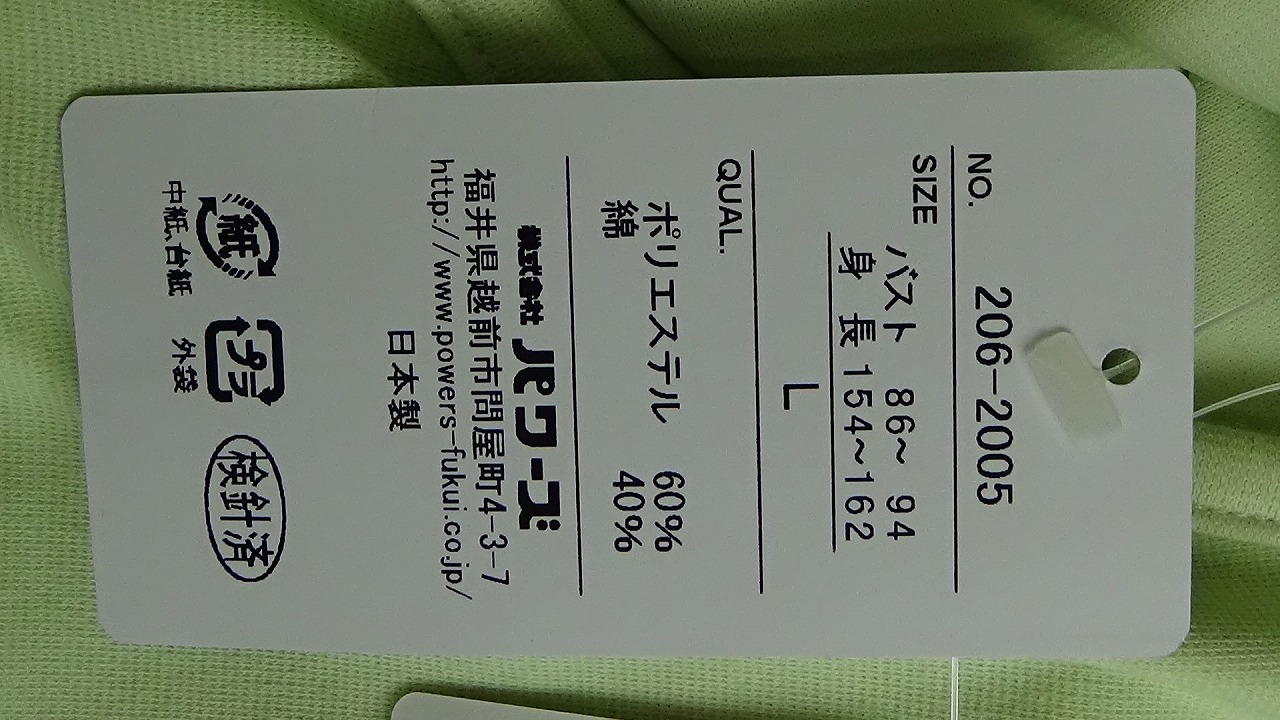 NO. 206-2005
SIZE
バスト 86~ 94
身 長 154~162
L
QUAL.
ポリエステル 60%
綿 40%
株式会社 パワーズ
福井県越前市問屋町4-3-7
http://www.powers-fukui.co.jp/
日本製
紙 プラ 検針済
中紙、台紙 外袋